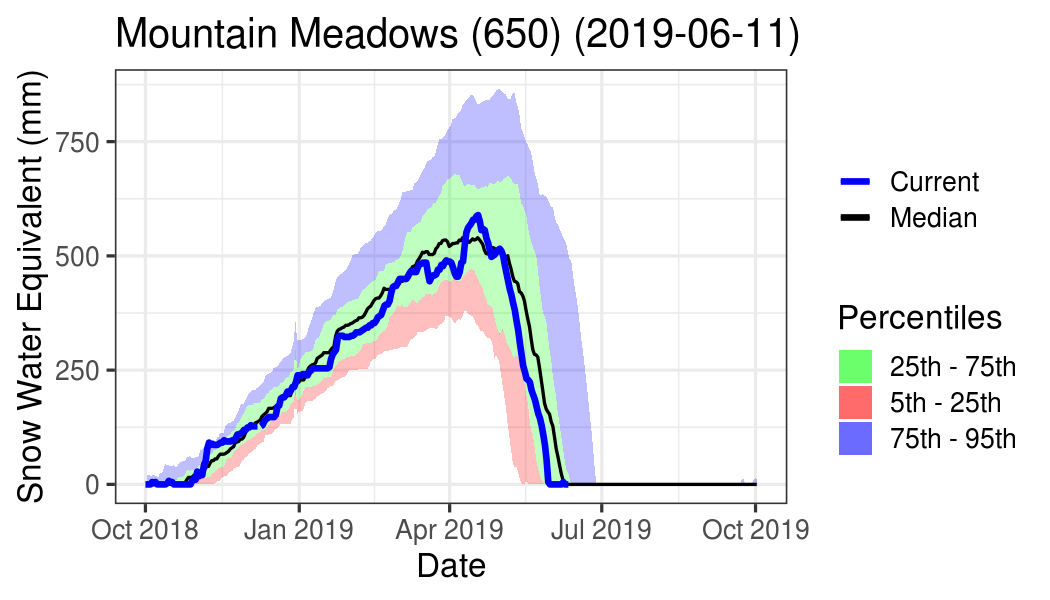 Mountain Meadows (650) (2019-06-11)
Snow Water Equivalent (mm)
750
500
250
0
Oct 2018
Jan 2019
Apr 2019
Jul 2019
Oct 2019
Date
Current
Median
Percentiles
25th - 75th
5th - 25th
75th - 95th